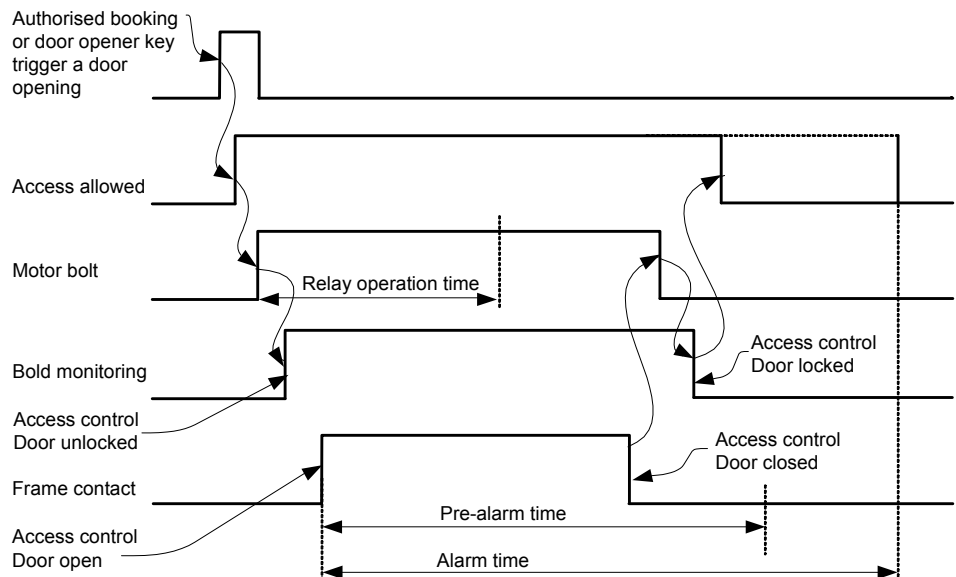 Authorised booking
or door opener key
trigger a door
opening
Access allowed
Motor bolt
Relay operation time
Bold monitoring
Access control
Door locked
Access control
Door unlocked
Access control
Door closed
Frame contact
Pre-alarm time
Access control
Door open
Alarm time